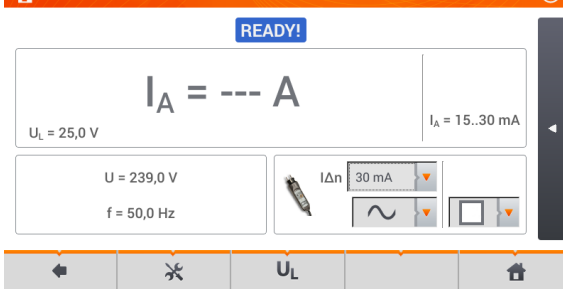 READY!
I_A = --- A
U_L = 25,0 V
I_A = 15..30 mA
U = 239,0 V
f = 50,0 Hz
IΔn 30 mA
U_L